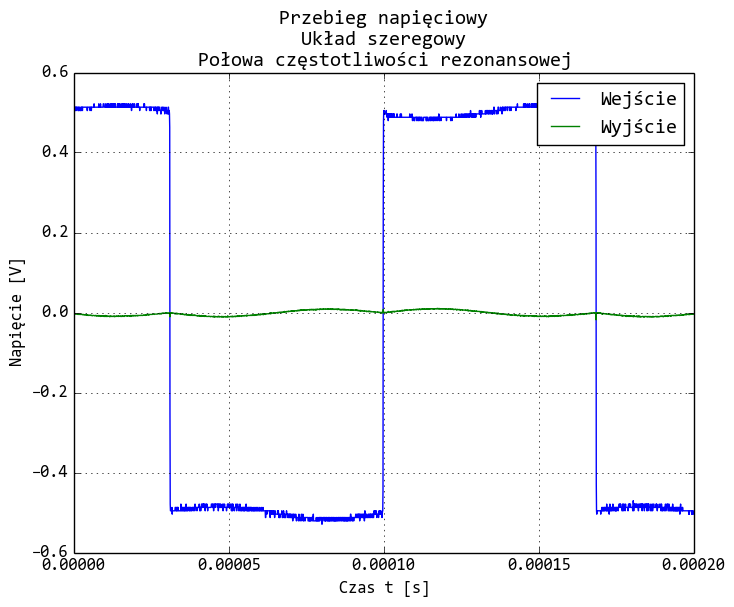 Przebieg napięciowy
Układ szeregowy
Połowa częstotliwości rezonansowej
Wejście
Wyjście
Napięcie [V]
0.6
0.4
0.2
0.0
−0.2
−0.4
−0.6
0.00000 0.00005 0.00010 0.00015 0.00020
Czas t [s]